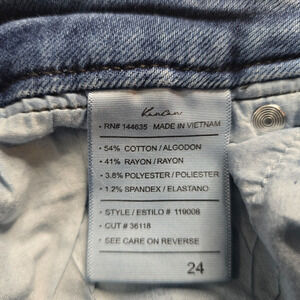 KanCan
• RN# 144635 MADE IN VIETNAM
• 54% COTTON / ALGODON
• 41% RAYON / RAYON
• 3.8% POLYESTER / POLIESTER
• 1.2% SPANDEX / ELASTANO
• STYLE / ESTILO # 119008
• CUT # 36118
• SEE CARE ON REVERSE
24